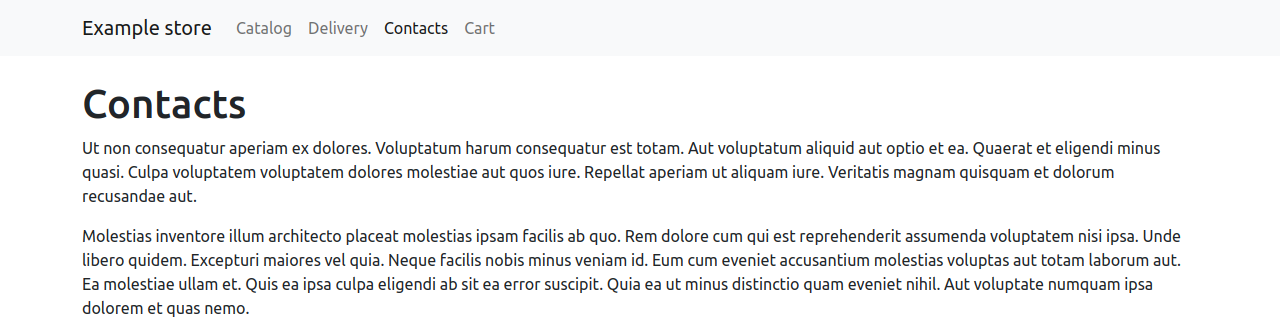 Example store Catalog Delivery Contacts Cart
Contacts
Ut non consequatur aperiam ex dolores. Voluptatum harum consequatur est totam. Aut voluptatum aliquid aut optio et ea. Quaerat et eligendi minus
quasi. Culpa voluptatem voluptatem dolores molestiae aut quos iure. Repellat aperiam ut aliquam iure. Veritatis magnam quisquam et dolorum
recusandae aut.
Molestias inventore illum architecto placeat molestias ipsam facilis ab quo. Rem dolore cum qui est reprehenderit assumenda voluptatem nisi ipsa. Unde
libero quidem. Excepturi maiores vel quia. Neque facilis nobis minus veniam id. Eum cum eveniet accusantium molestias voluptas aut totam laborum aut.
Ea molestiae ullam et. Quis ea ipsa culpa eligendi ab sit ea error suscipit. Quia ea ut minus distinctio quam eveniet nihil. Aut voluptate numquam ipsa
dolorem et quas nemo.